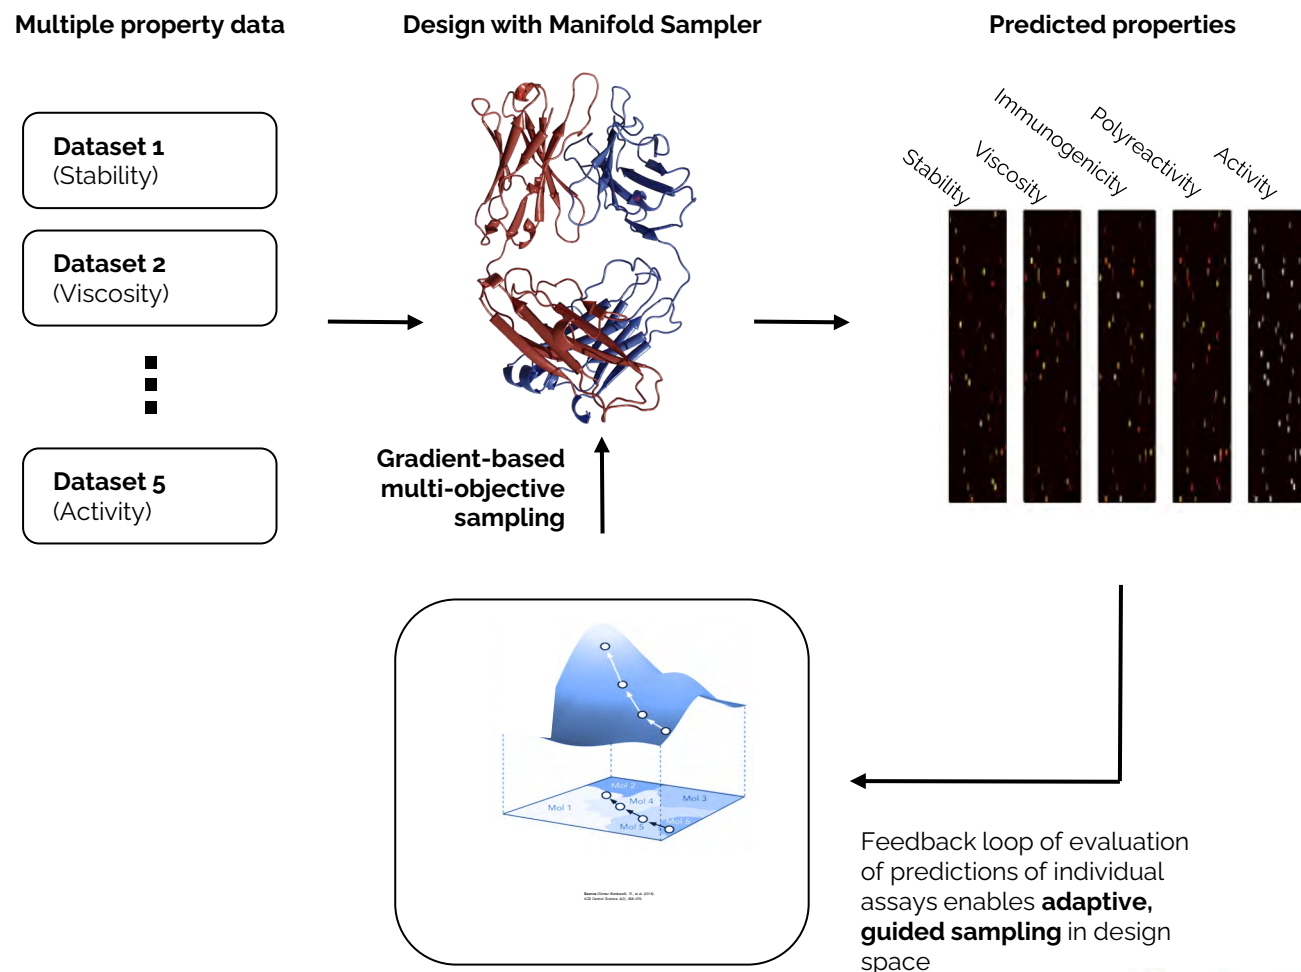 Multiple property data
Design with Manifold Sampler
Predicted properties
Dataset 1
(Stability)
Dataset 2
(Viscosity)
Dataset 5
(Activity)
Stability
Viscosity
Immunogenicity
Polyreactivity
Activity
Gradient-based
multi-objective
sampling
Mol 1
Mol 2
Mol 3
Mol 4
Mol 5
Mol 6
Feedback loop of evaluation
of predictions of individual
assays enables adaptive,
guided sampling in design
space